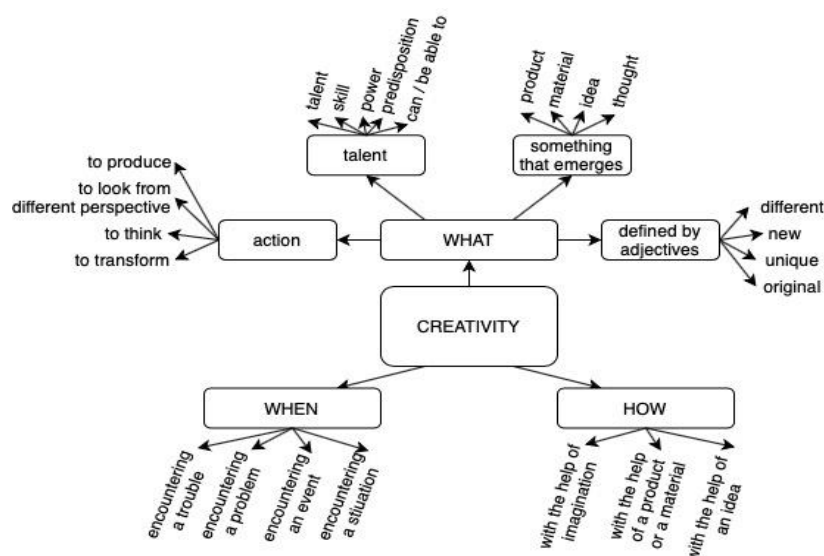 talent
skill
power
predisposition
can / be able to
product
material
idea
thought
talent
something
that emerges
to produce
to look from
different perspective
to think
to transform
action
WHAT
defined by
adjectives
different
new
unique
original
CREATIVITY
WHEN
HOW
encountering
a trouble
encountering
a problem
encountering
an event
encountering
a stiuation
with the help of
imagination
with the help
of a product
or a material
with the help of
an idea